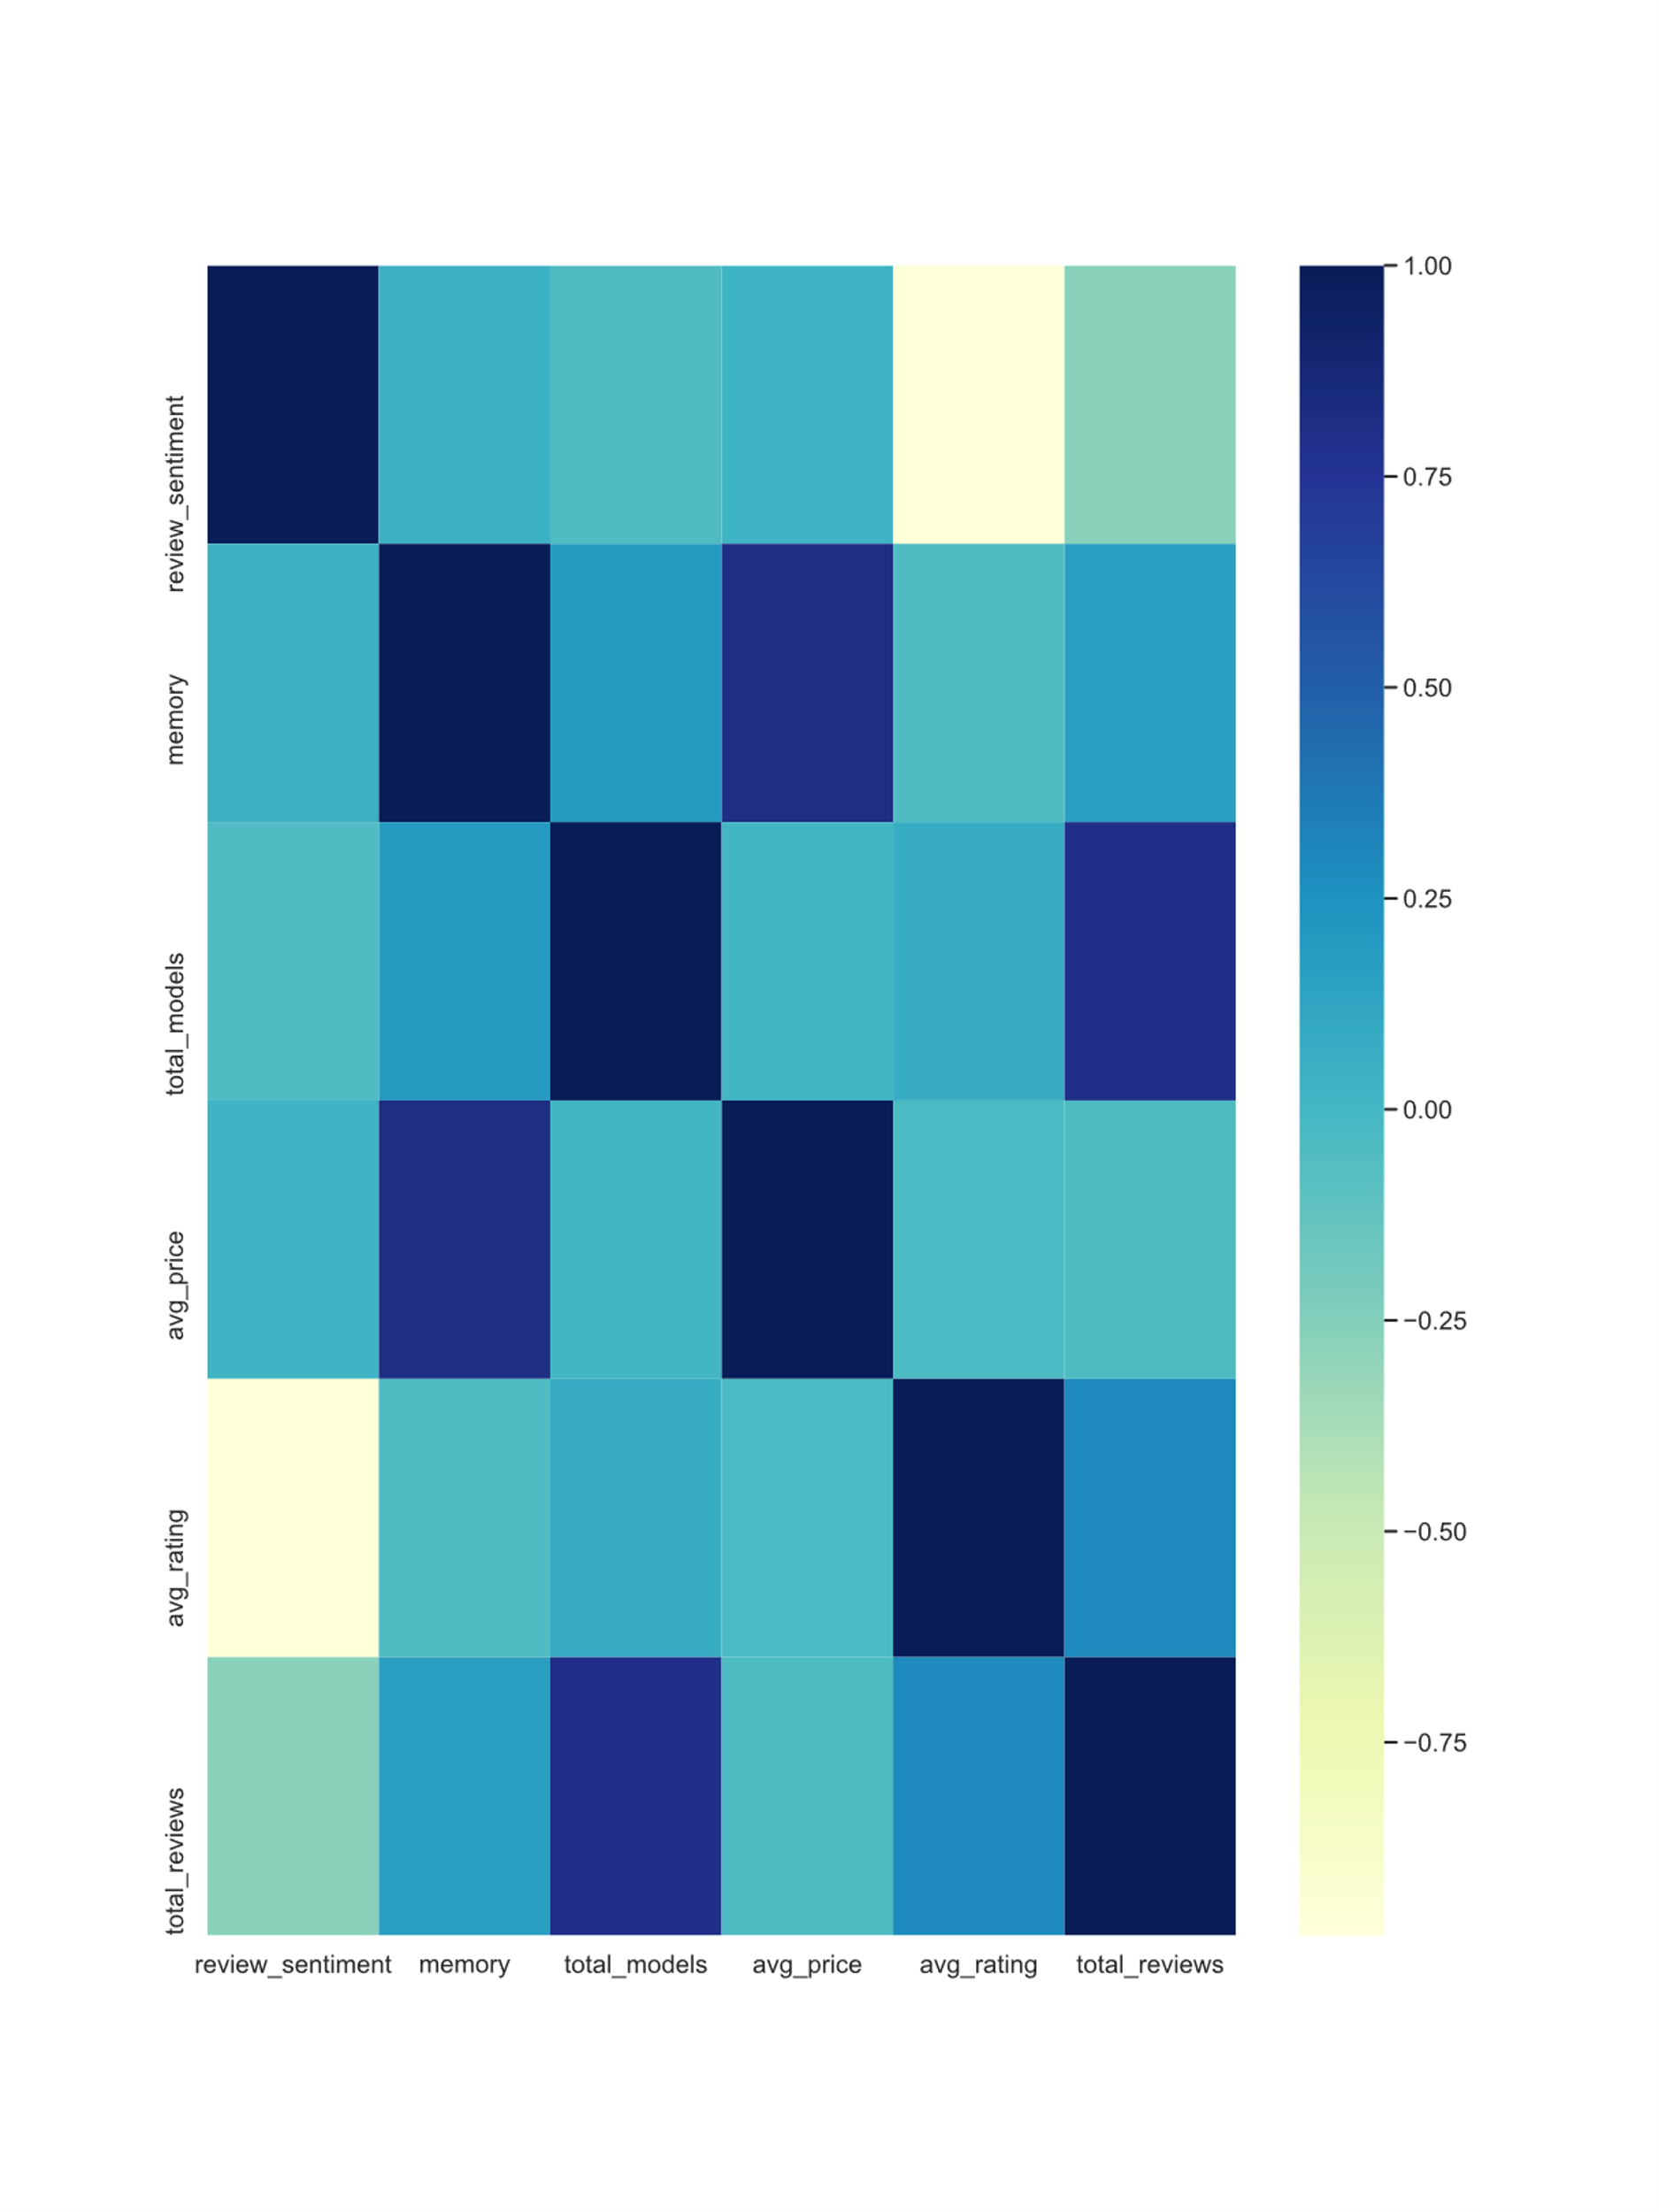 review_sentiment
memory
total_models
avg_price
avg_rating
total_reviews
review_sentiment memory total_models avg_price avg_rating total_reviews
1.00
0.75
0.50
0.25
0.00
−0.25
−0.50
−0.75